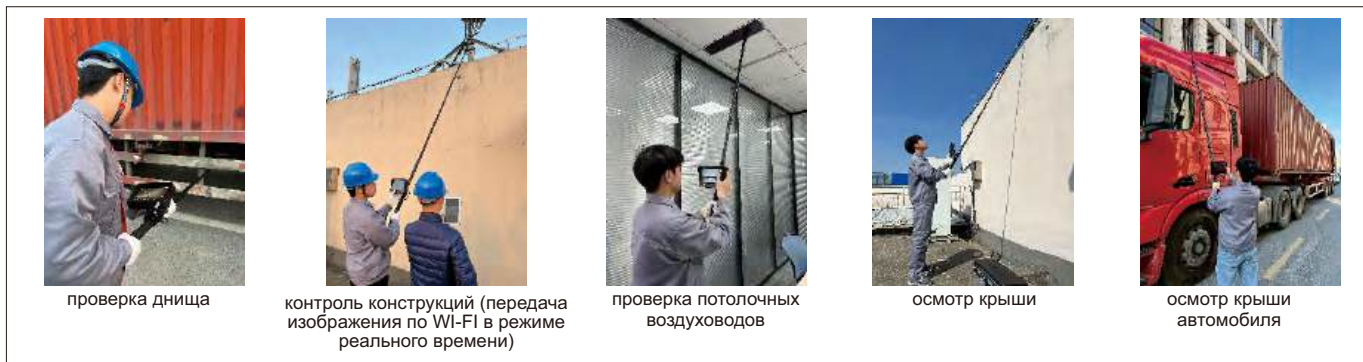 проверка днища
контроль конструкций (передача
изображения по WI-FI в режиме
реального времени)
проверка потолочных
воздуховодов
осмотр крыши
осмотр крыши
автомобиля